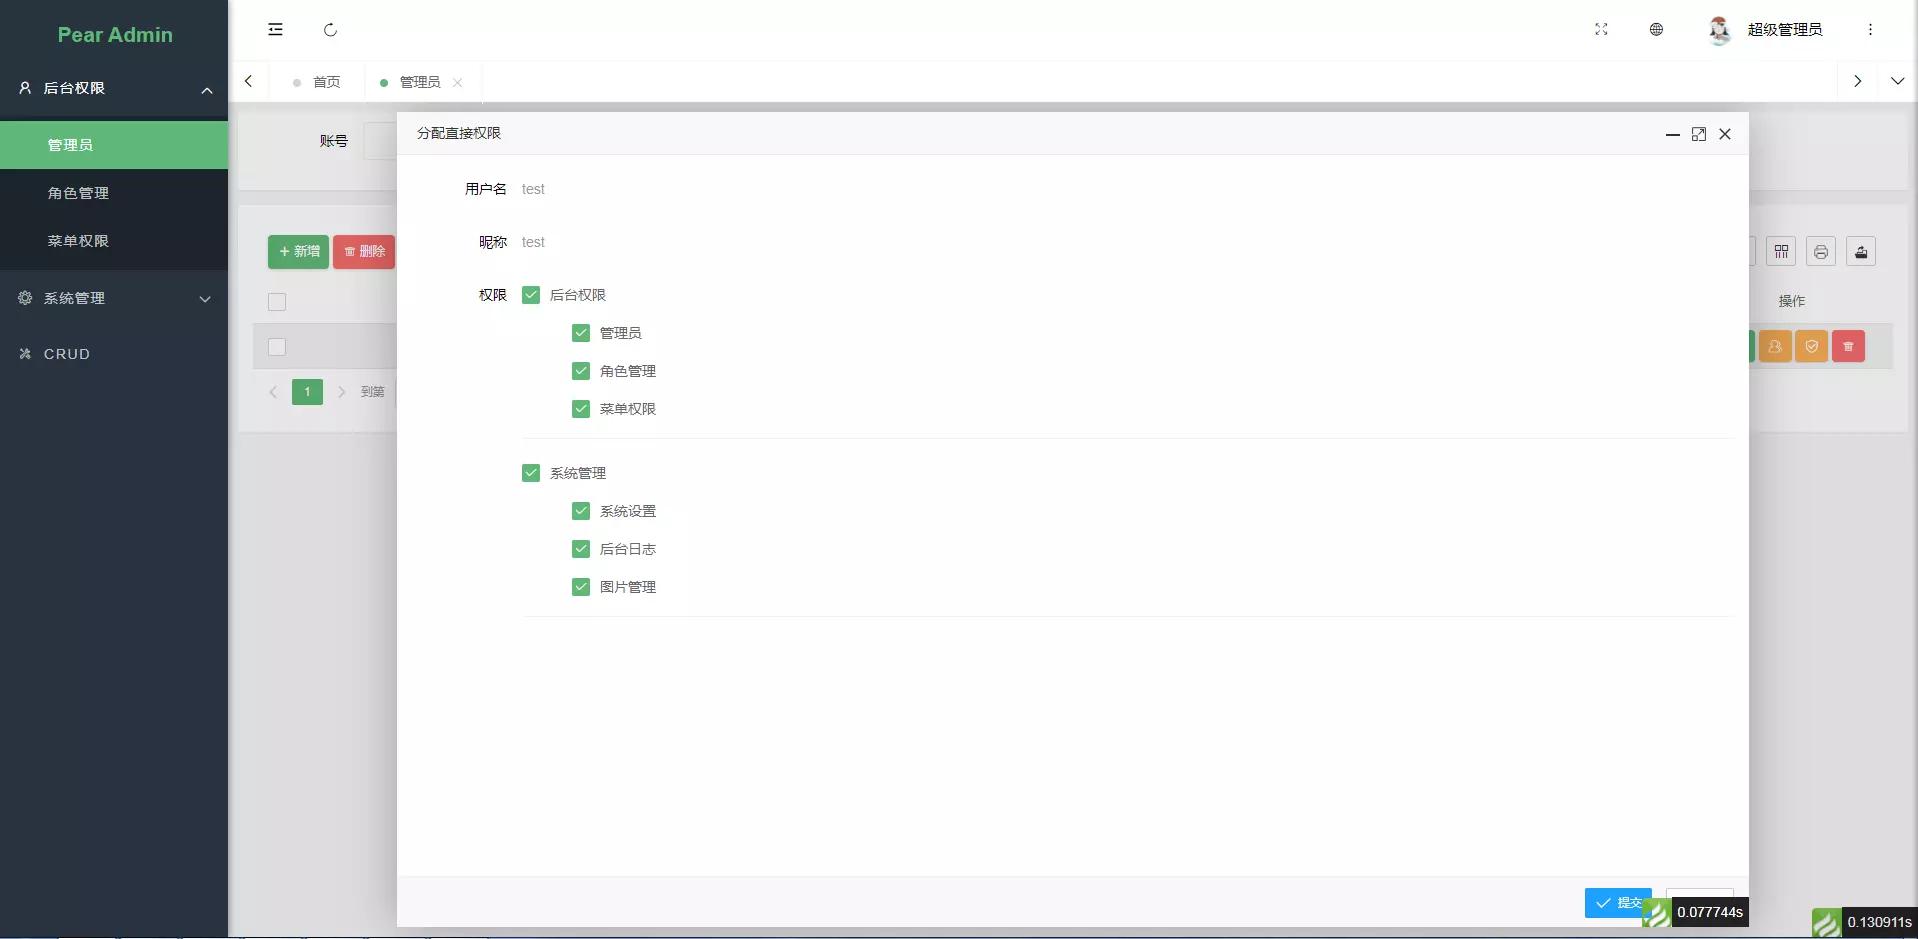 Pear Admin
后台权限
管理员
角色管理
菜单权限
系统管理
CRUD
超级管理员
首页
管理员
账号
新增
删除
操作
1
到第
分配直接权限
用户名 test
昵称 test
权限 后台权限
管理员
角色管理
菜单权限
系统管理
系统设置
后台日志
图片管理
提交
0.077744s
0.130911s